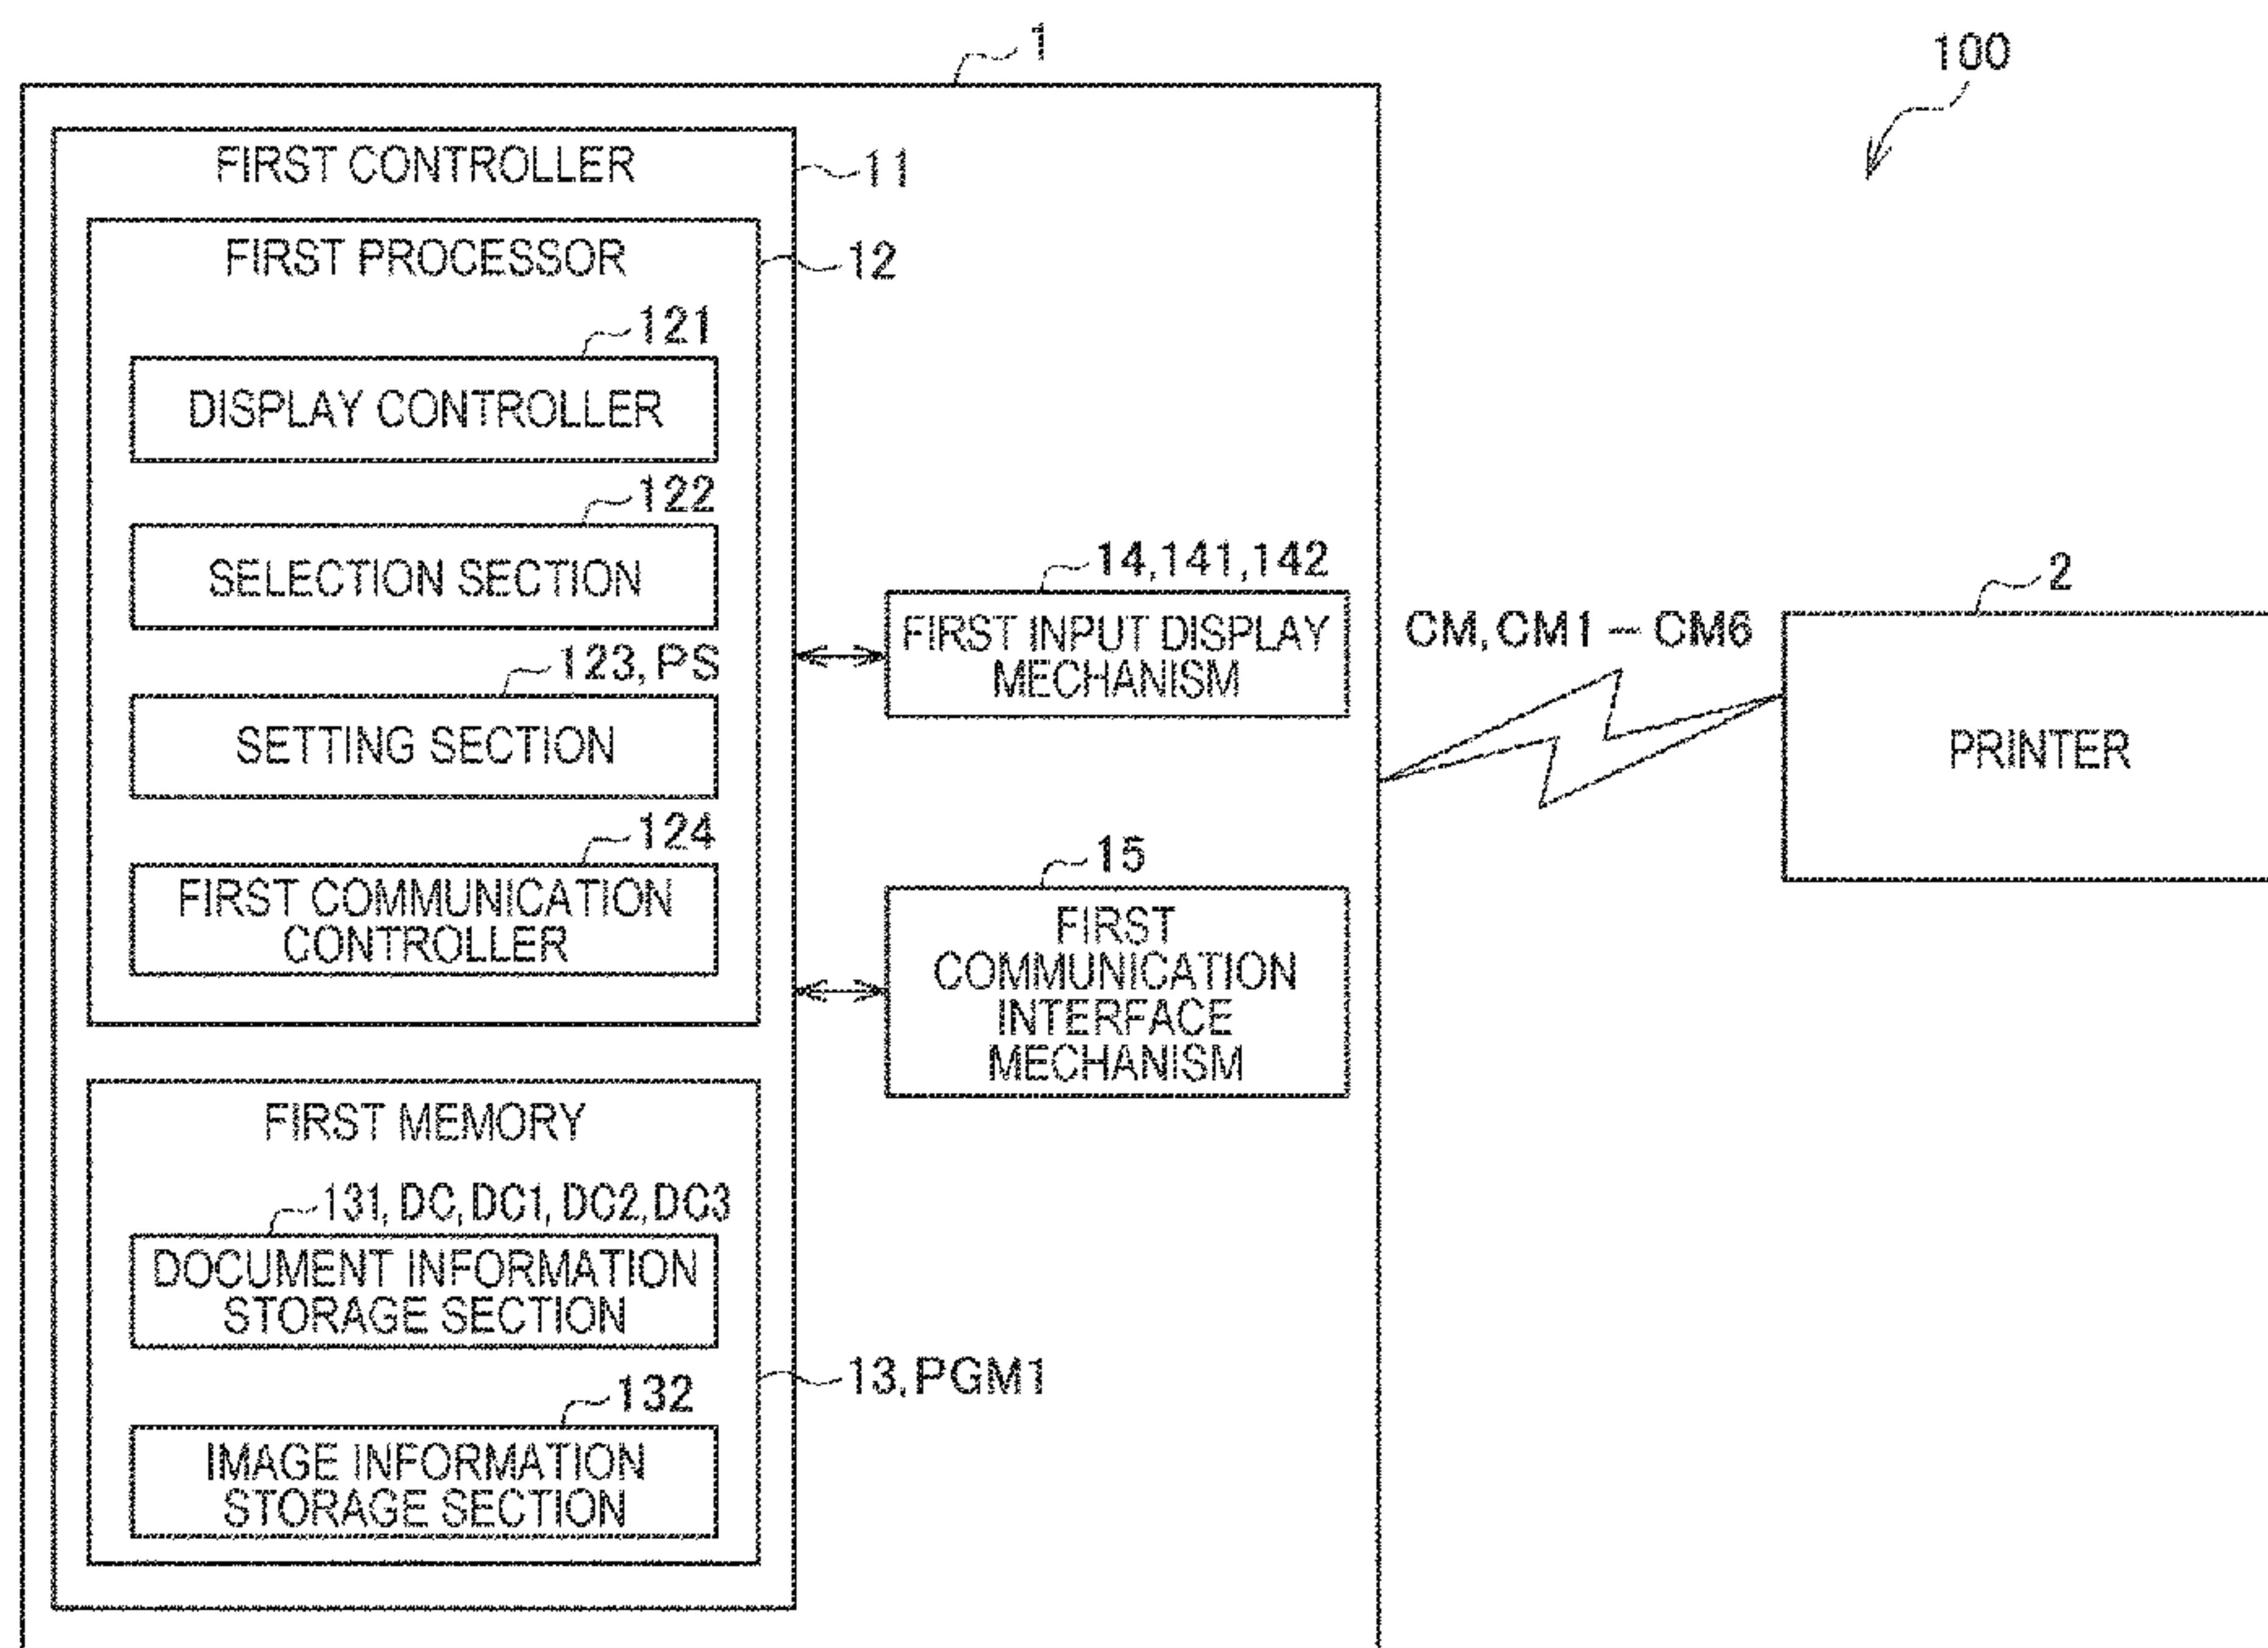 1
100
FIRST CONTROLLER
11
FIRST PROCESSOR
12
121
DISPLAY CONTROLLER
122
SELECTION SECTION
123, PS
SETTING SECTION
124
FIRST COMMUNICATION
CONTROLLER
14,141,142
FIRST INPUT DISPLAY
MECHANISM
CM, CM1 – CM6
2
PRINTER
15
FIRST
COMMUNICATION
INTERFACE
MECHANISM
FIRST MEMORY
131, DC, DC1, DC2, DC3
DOCUMENT INFORMATION
STORAGE SECTION
13, PGM1
132
IMAGE INFORMATION
STORAGE SECTION